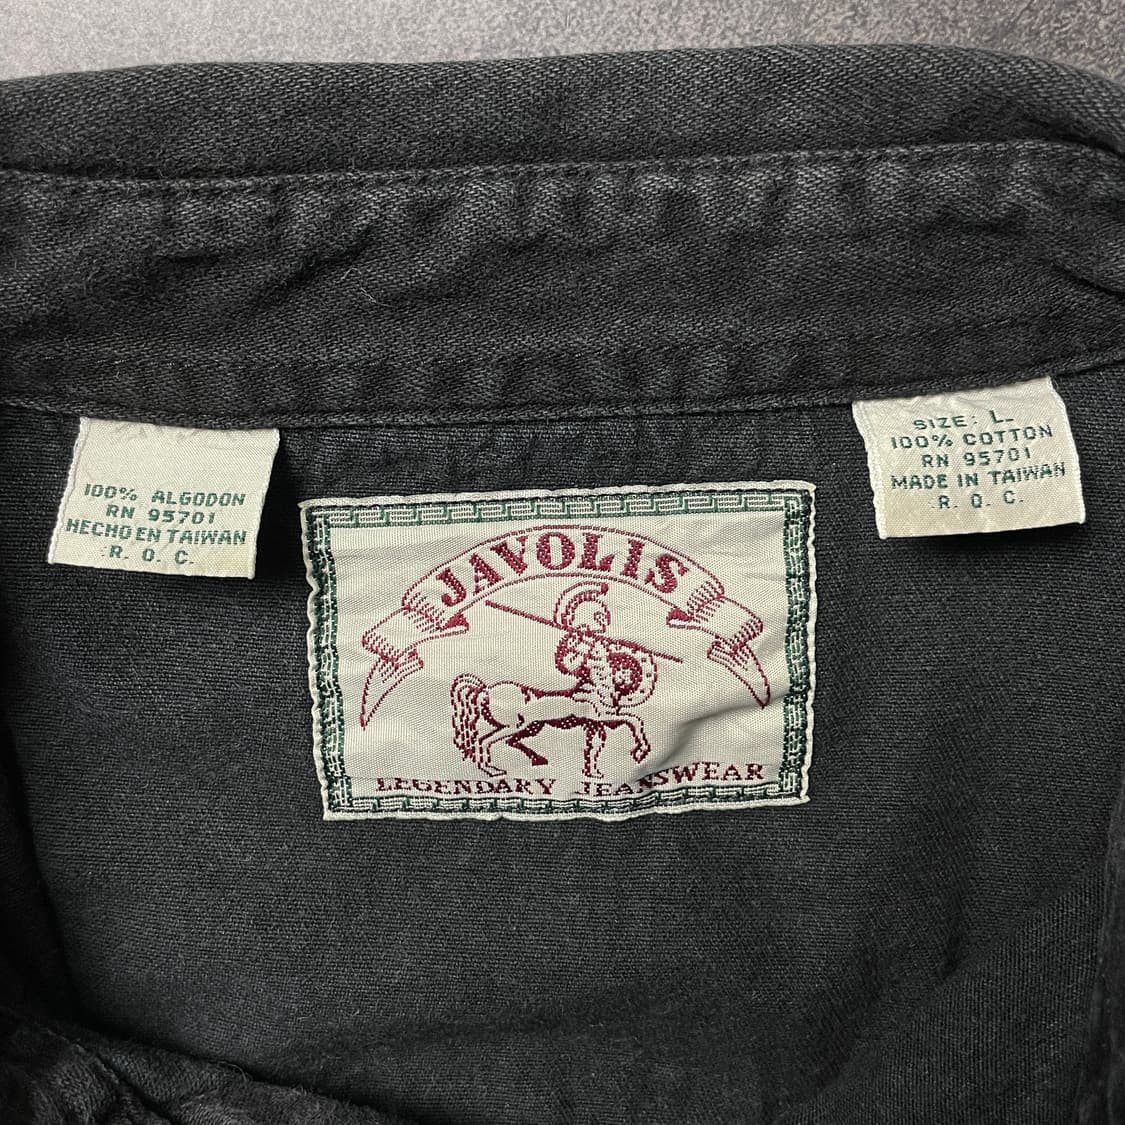 100% ALGODON
RN 95701
HECHO EN TAIWAN
R. O. C.
JAVOLIS
LEGENDARY JEANSWEAR
SIZE: L
100% COTTON
RN 95701
MADE IN TAIWAN
R. O. C.